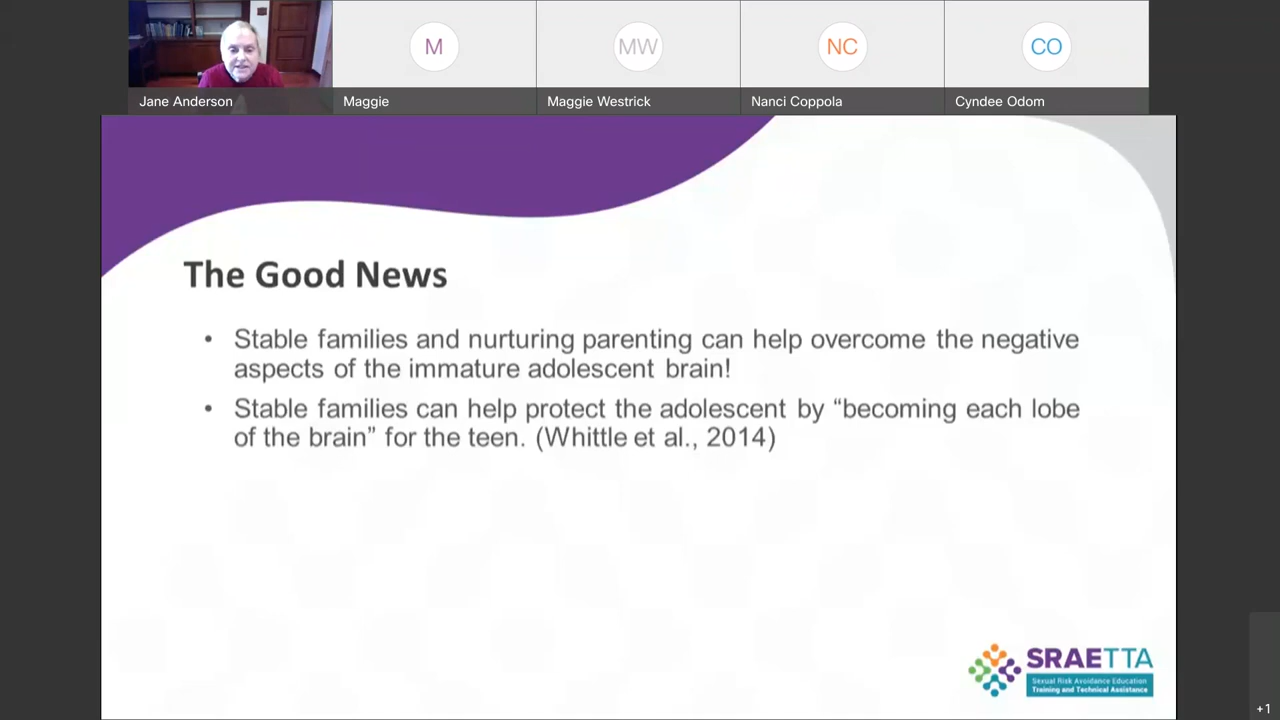 M
MW
NC
CO
Jane Anderson
Maggie
Maggie Westrick
Nanci Coppola
Cyndee Odom
The Good News
• Stable families and nurturing parenting can help overcome the negative
aspects of the immature adolescent brain!
• Stable families can help protect the adolescent by “becoming each lobe
of the brain” for the teen. (Whittle et al., 2014)
SRAETTA
Sexual Risk Avoidance Education
Training and Technical Assistance
+1